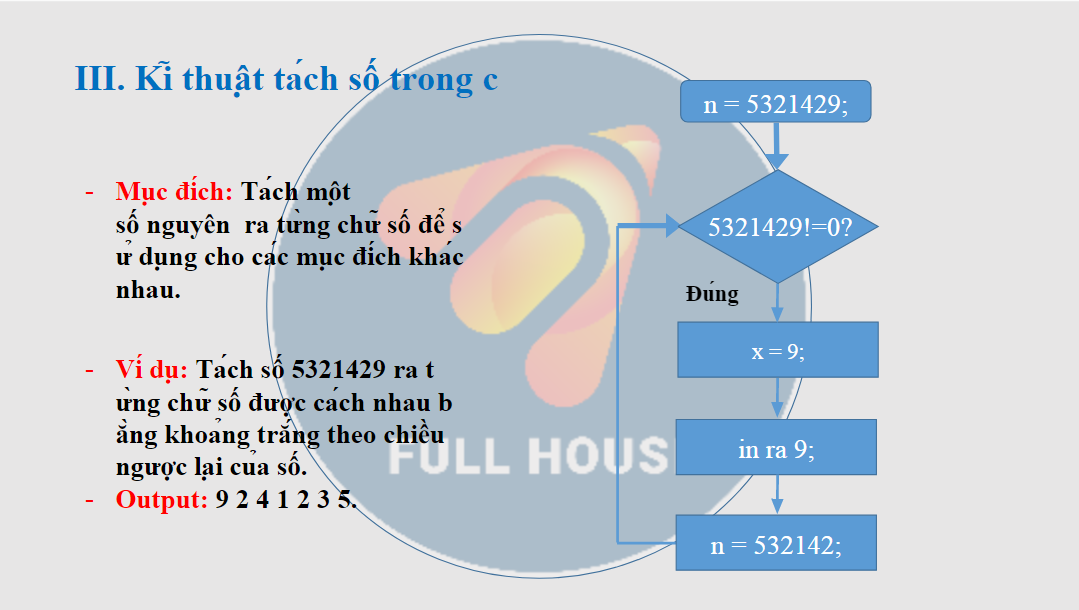 III. Kĩ thuật tách số trong c
- Mục đích: Tách một
số nguyên  ra từng chữ số để s
ử dụng cho các mục đích khác
nhau.
- Ví dụ: Tách số 5321429 ra t
ừng chữ số được cách nhau b
ằng khoảng trắng theo chiều
ngược lại của số.
- Output: 9 2 4 1 2 3 5.
n = 5321429;
5321429!=0?
Đúng
x = 9;
in ra 9;
n = 532142;
FULL HOUS